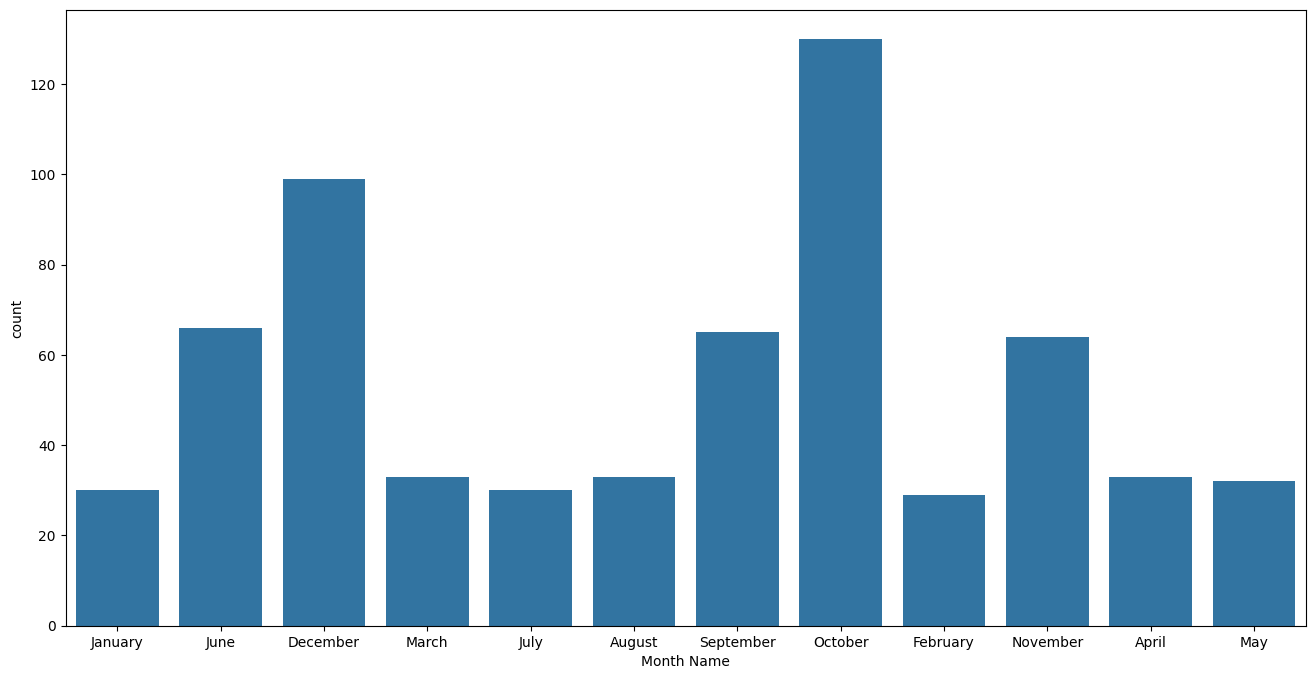 120
100
80
60
40
20
0
count
January June December March July August September October February November April May
Month Name